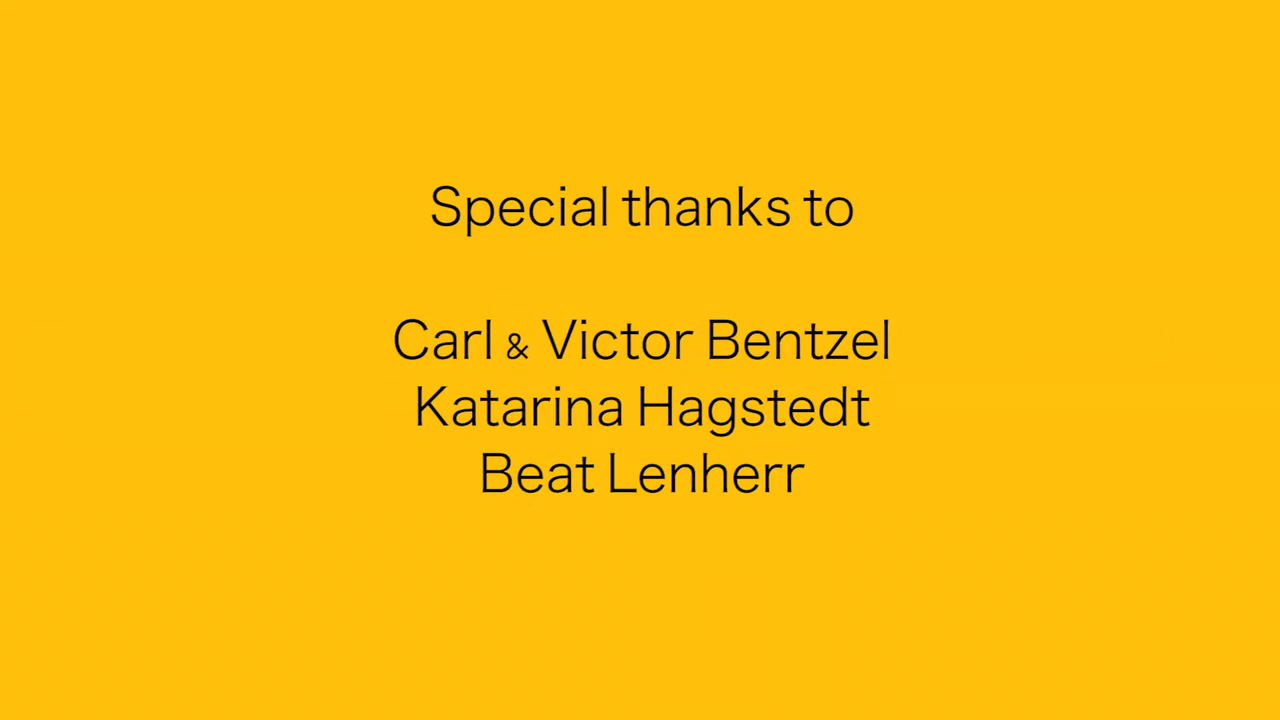 Special thanks to
Carl & Victor Bentzel
Katarina Hagstedt
Beat Lenherr